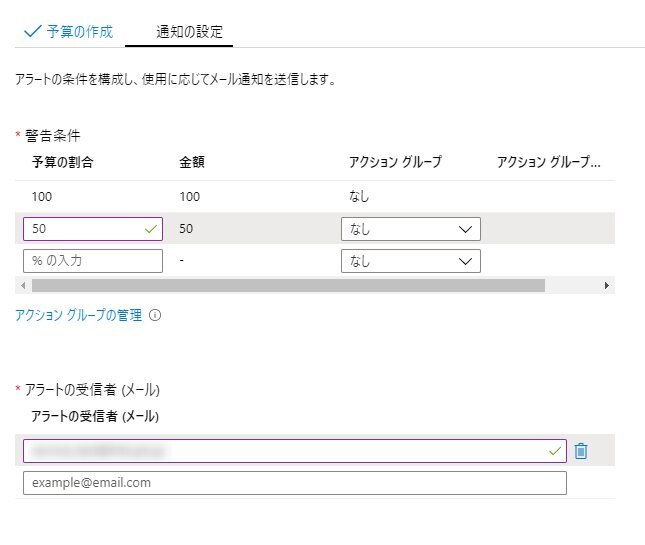 予算の作成 通知の設定
アラートの条件を構成し、使用に応じてメール通知を送信します。
* 警告条件
予算の割合 金額 アクション グループ アクション グループ...
100 100 なし
50 50 なし
% の入力 - なし
アクション グループの管理
* アラートの受信者 (メール)
アラートの受信者 (メール)
example@email.com